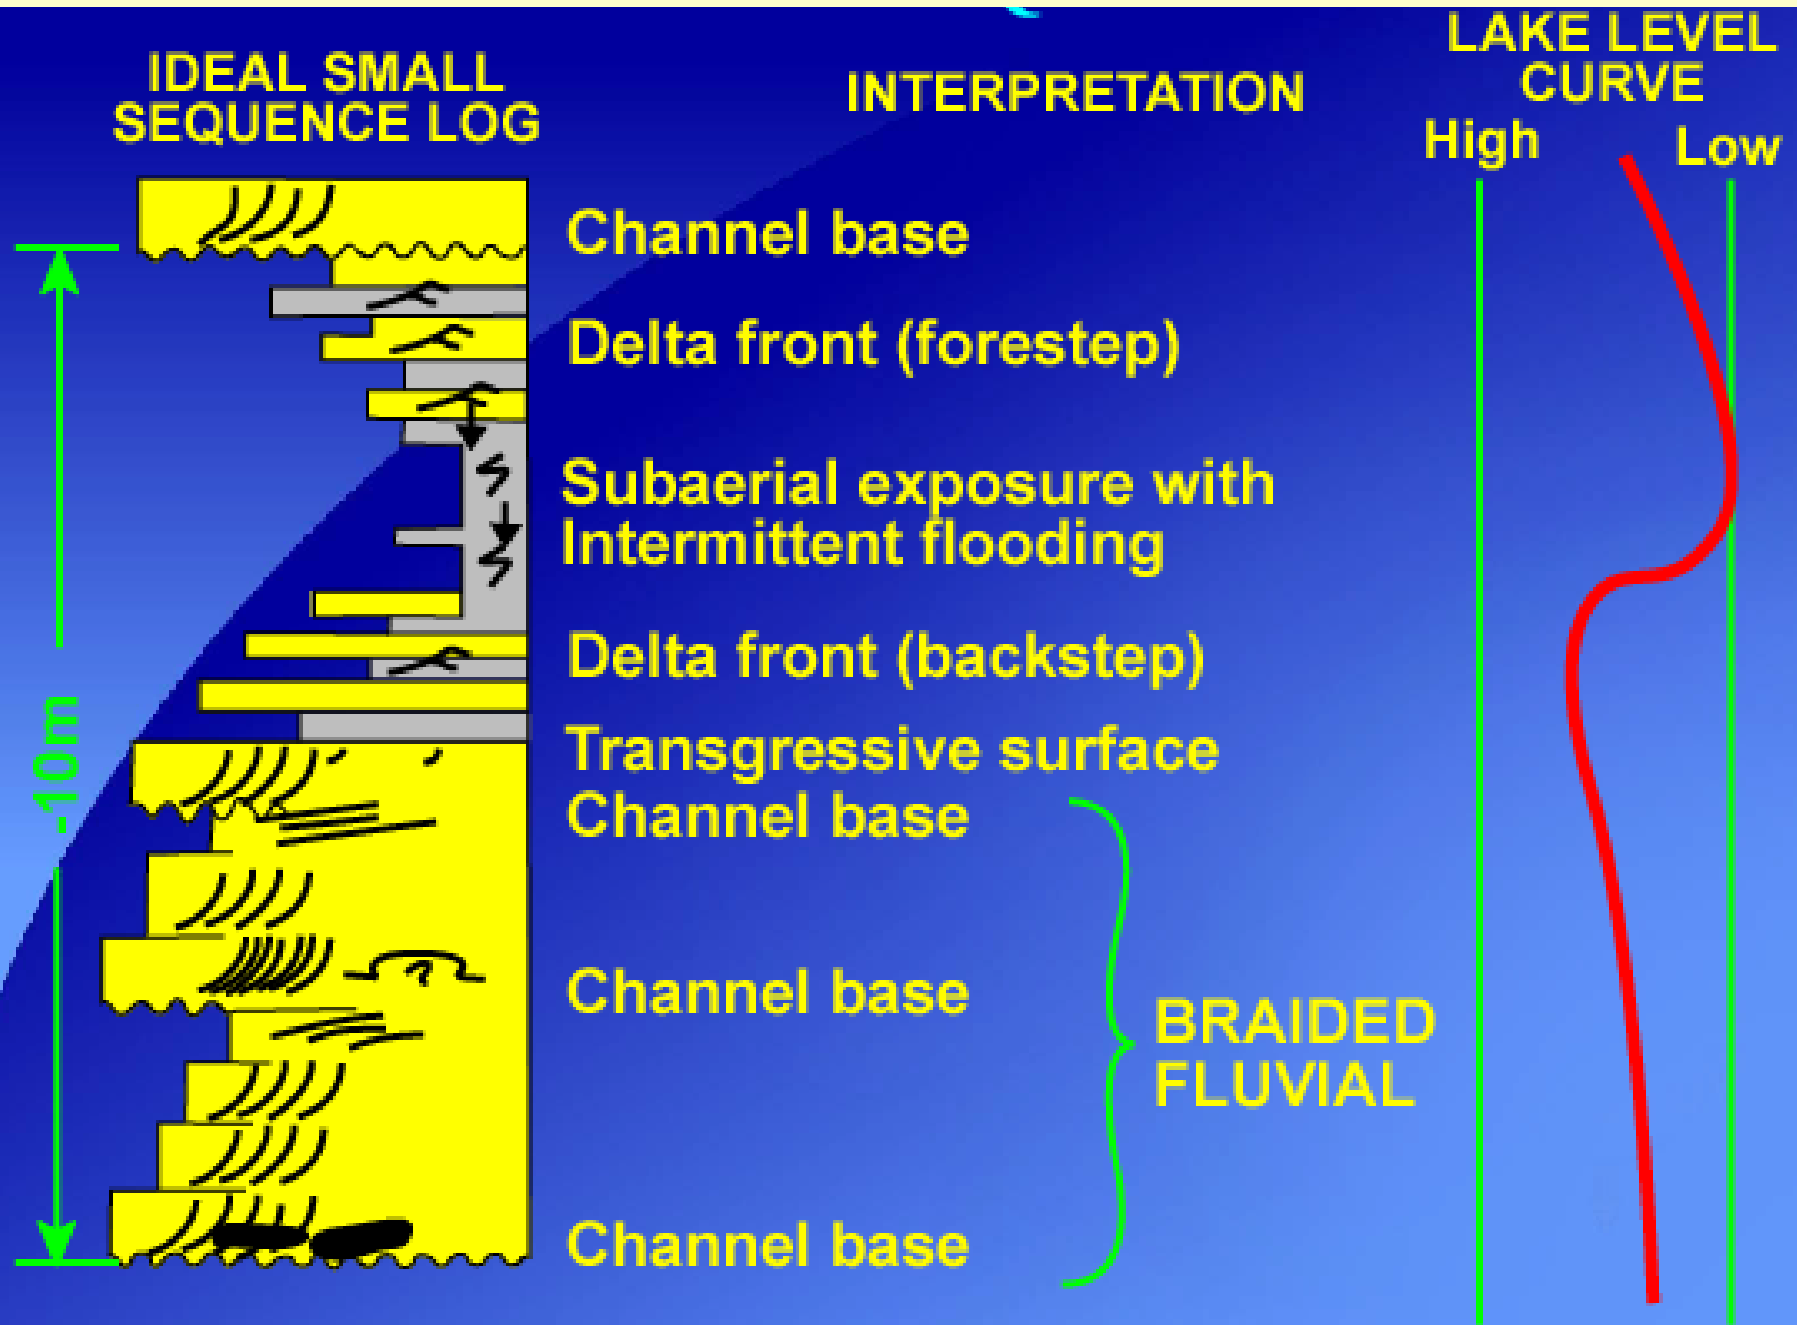 IDEAL SMALL
SEQUENCE LOG
INTERPRETATION
LAKE LEVEL
CURVE
High
Low
Channel base
Delta front (forestep)
Subaerial exposure with
Intermittent flooding
Delta front (backstep)
Transgressive surface
Channel base
Channel base
Channel base
BRAIDED
FLUVIAL
-10m
?